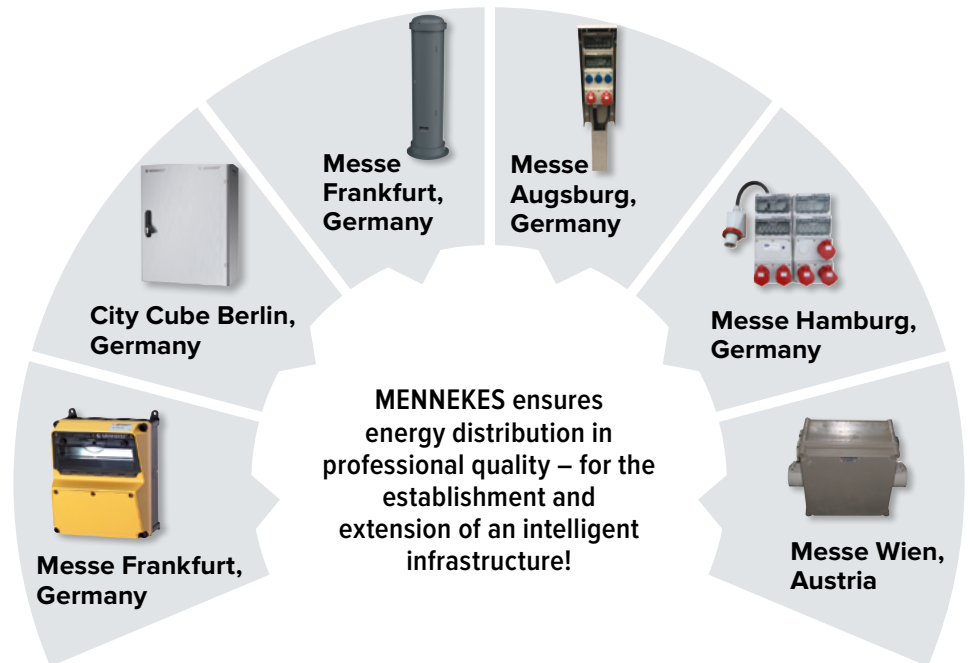 Messe
Frankfurt,
Germany
Messe
Augsburg,
Germany
City Cube Berlin,
Germany
Messe Hamburg,
Germany
MENNEKES ensures
energy distribution in
professional quality – for the
establishment and
extension of an intelligent
infrastructure!
Messe Frankfurt,
Germany
Messe Wien,
Austria